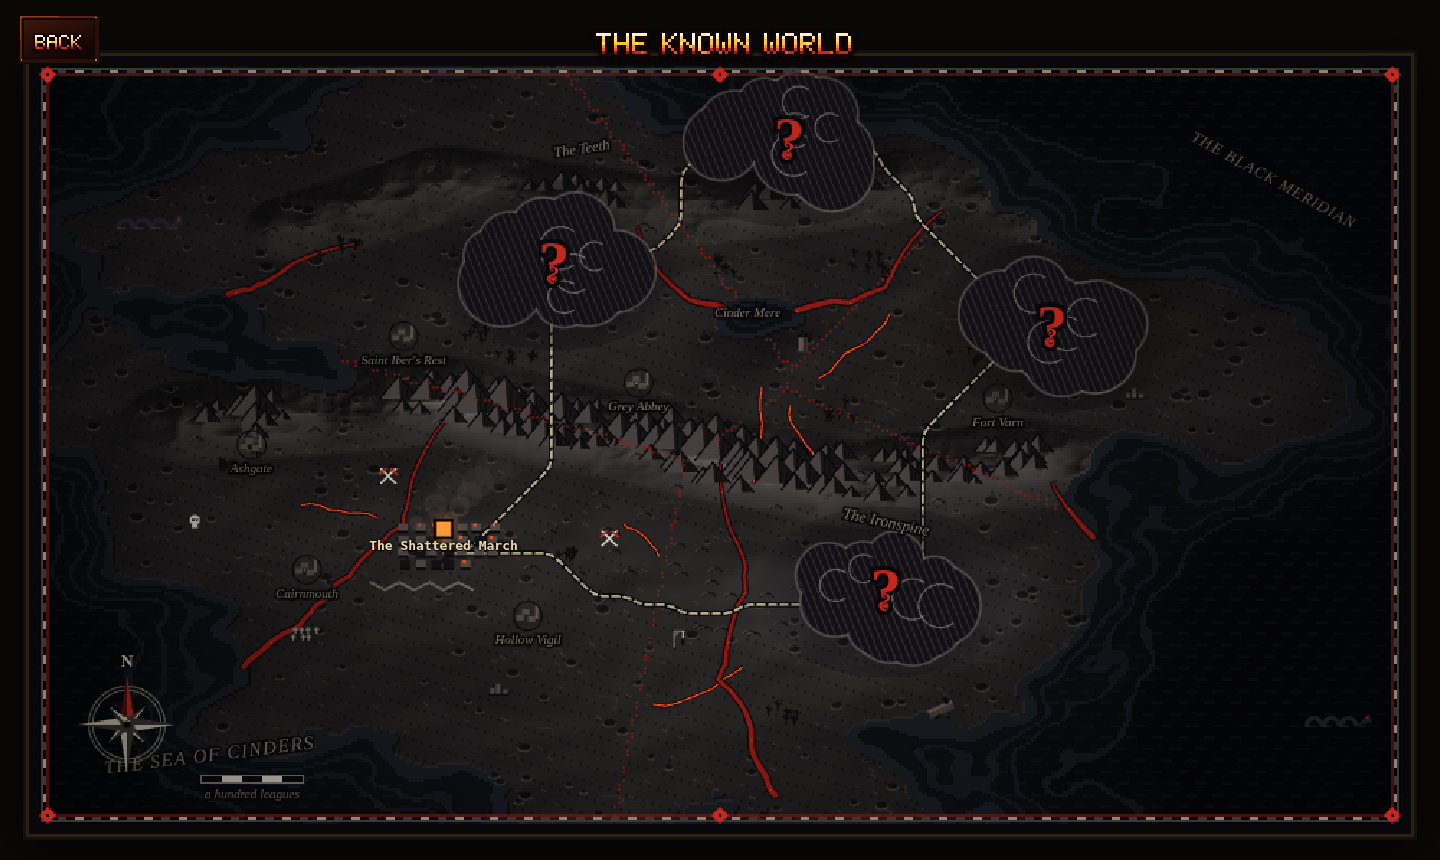 BACK
THE KNOWN WORLD
THE BLACK MERIDIAN
The Teeth
?
?
Cinder Mere
?
Saint Iber's Rest
Grey Abbey
Fort Varn
Ashgate
The Ironspine
The Shattered March
?
Cairnmouth
Hollow Vigil
N
THE SEA OF CINDERS
a hundred leagues